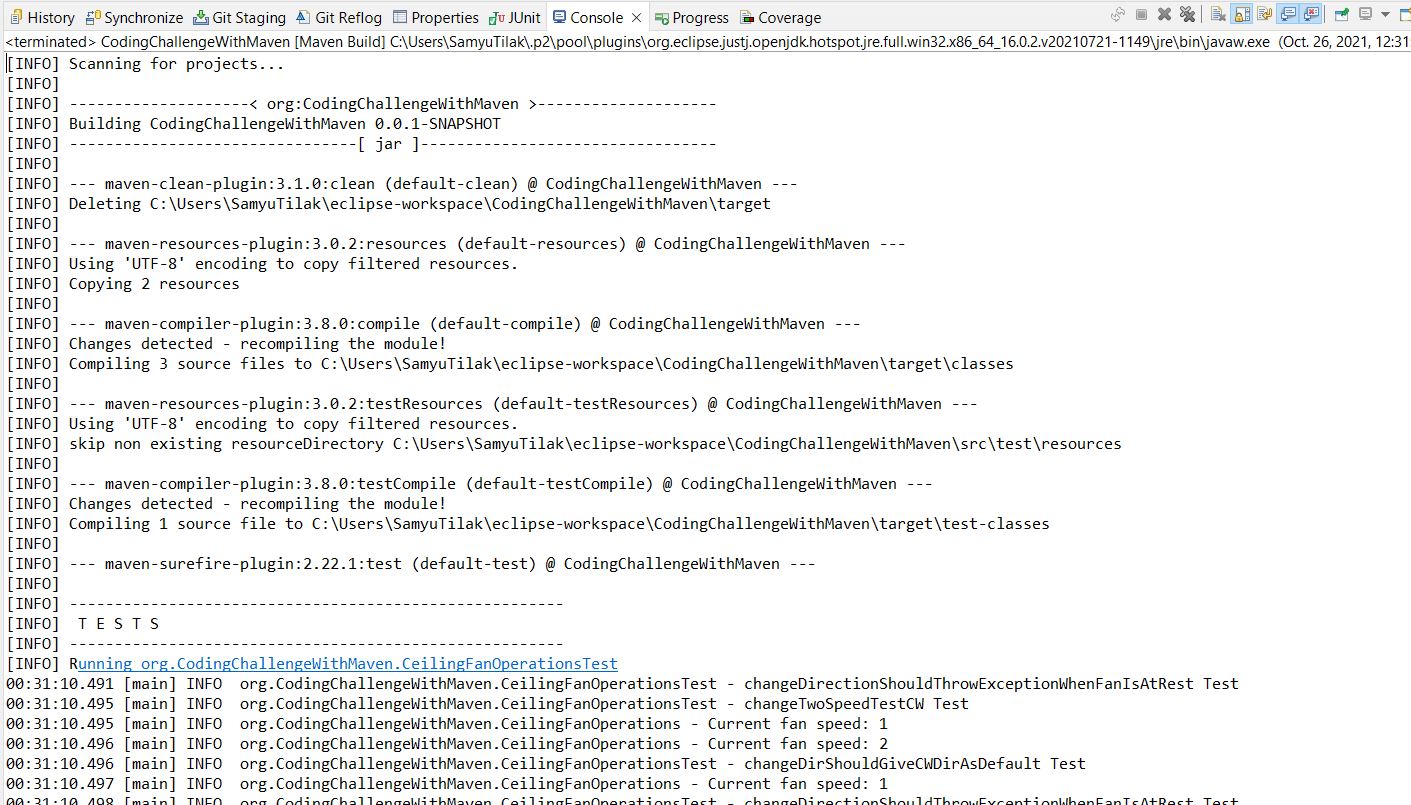 History Synchronize Git Staging Git Reflog Properties JUnit Console Progress Coverage
<terminated> CodingChallengeWithMaven [Maven Build] C:\Users\SamyuTilak\.p2\pool\plugins\org.eclipse.justj.openjdk.hotspot.jre.full.win32.x86_64_16.0.2.v20210721-1149\jre\bin\javaw.exe (Oct. 26, 2021, 12:31:
[INFO] Scanning for projects...
[INFO]
[INFO] --------------------< org:CodingChallengeWithMaven >--------------------
[INFO] Building CodingChallengeWithMaven 0.0.1-SNAPSHOT
[INFO] --------------------------------[ jar ]---------------------------------
[INFO]
[INFO] --- maven-clean-plugin:3.1.0:clean (default-clean) @ CodingChallengeWithMaven ---
[INFO] Deleting C:\Users\SamyuTilak\eclipse-workspace\CodingChallengeWithMaven\target
[INFO]
[INFO] --- maven-resources-plugin:3.0.2:resources (default-resources) @ CodingChallengeWithMaven ---
[INFO] Using 'UTF-8' encoding to copy filtered resources.
[INFO] Copying 2 resources
[INFO]
[INFO] --- maven-compiler-plugin:3.8.0:compile (default-compile) @ CodingChallengeWithMaven ---
[INFO] Changes detected - recompiling the module!
[INFO] Compiling 3 source files to C:\Users\SamyuTilak\eclipse-workspace\CodingChallengeWithMaven\target\classes
[INFO]
[INFO] --- maven-resources-plugin:3.0.2:testResources (default-testResources) @ CodingChallengeWithMaven ---
[INFO] Using 'UTF-8' encoding to copy filtered resources.
[INFO] skip non existing resourceDirectory C:\Users\SamyuTilak\eclipse-workspace\CodingChallengeWithMaven\src\test\resources
[INFO]
[INFO] --- maven-compiler-plugin:3.8.0:testCompile (default-testCompile) @ CodingChallengeWithMaven ---
[INFO] Changes detected - recompiling the module!
[INFO] Compiling 1 source file to C:\Users\SamyuTilak\eclipse-workspace\CodingChallengeWithMaven\target\test-classes
[INFO]
[INFO] --- maven-surefire-plugin:2.22.1:test (default-test) @ CodingChallengeWithMaven ---
[INFO]
[INFO] -------------------------------------------------------
[INFO]  T E S T S
[INFO] -------------------------------------------------------
[INFO] Running org.CodingChallengeWithMaven.CeilingFanOperationsTest
00:31:10.491 [main] INFO  org.CodingChallengeWithMaven.CeilingFanOperationsTest - changeDirectionShouldThrowExceptionWhenFanIsAtRest Test
00:31:10.495 [main] INFO  org.CodingChallengeWithMaven.CeilingFanOperationsTest - changeTwoSpeedTestCW Test
00:31:10.495 [main] INFO  org.CodingChallengeWithMaven.CeilingFanOperations - Current fan speed: 1
00:31:10.496 [main] INFO  org.CodingChallengeWithMaven.CeilingFanOperations - Current fan speed: 2
00:31:10.496 [main] INFO  org.CodingChallengeWithMaven.CeilingFanOperationsTest - changeDirShouldGiveCWDirAsDefault Test
00:31:10.497 [main] INFO  org.CodingChallengeWithMaven.CeilingFanOperations - Current fan speed: 1
00:31:10.498 [main] INFO  org.CodingChallengeWithMaven.CeilingFanOperationsTest - changeDirectionShouldThrowExceptionWhenFanIsAtRest Test